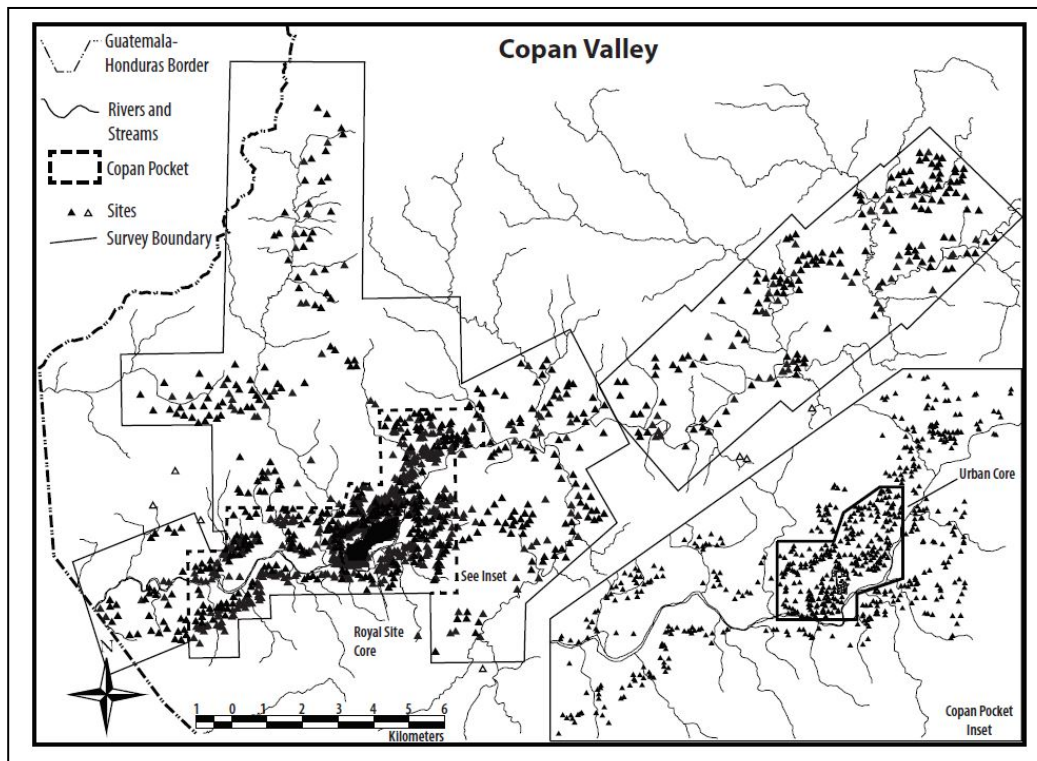 Copan Valley
Guatemala-
Honduras Border
Rivers and
Streams
Copan Pocket
Sites
Survey Boundary
Urban Core
See Inset
Royal Site
Core
1 0 1 2 3 4 5 6
Kilometers
Copan Pocket
Inset